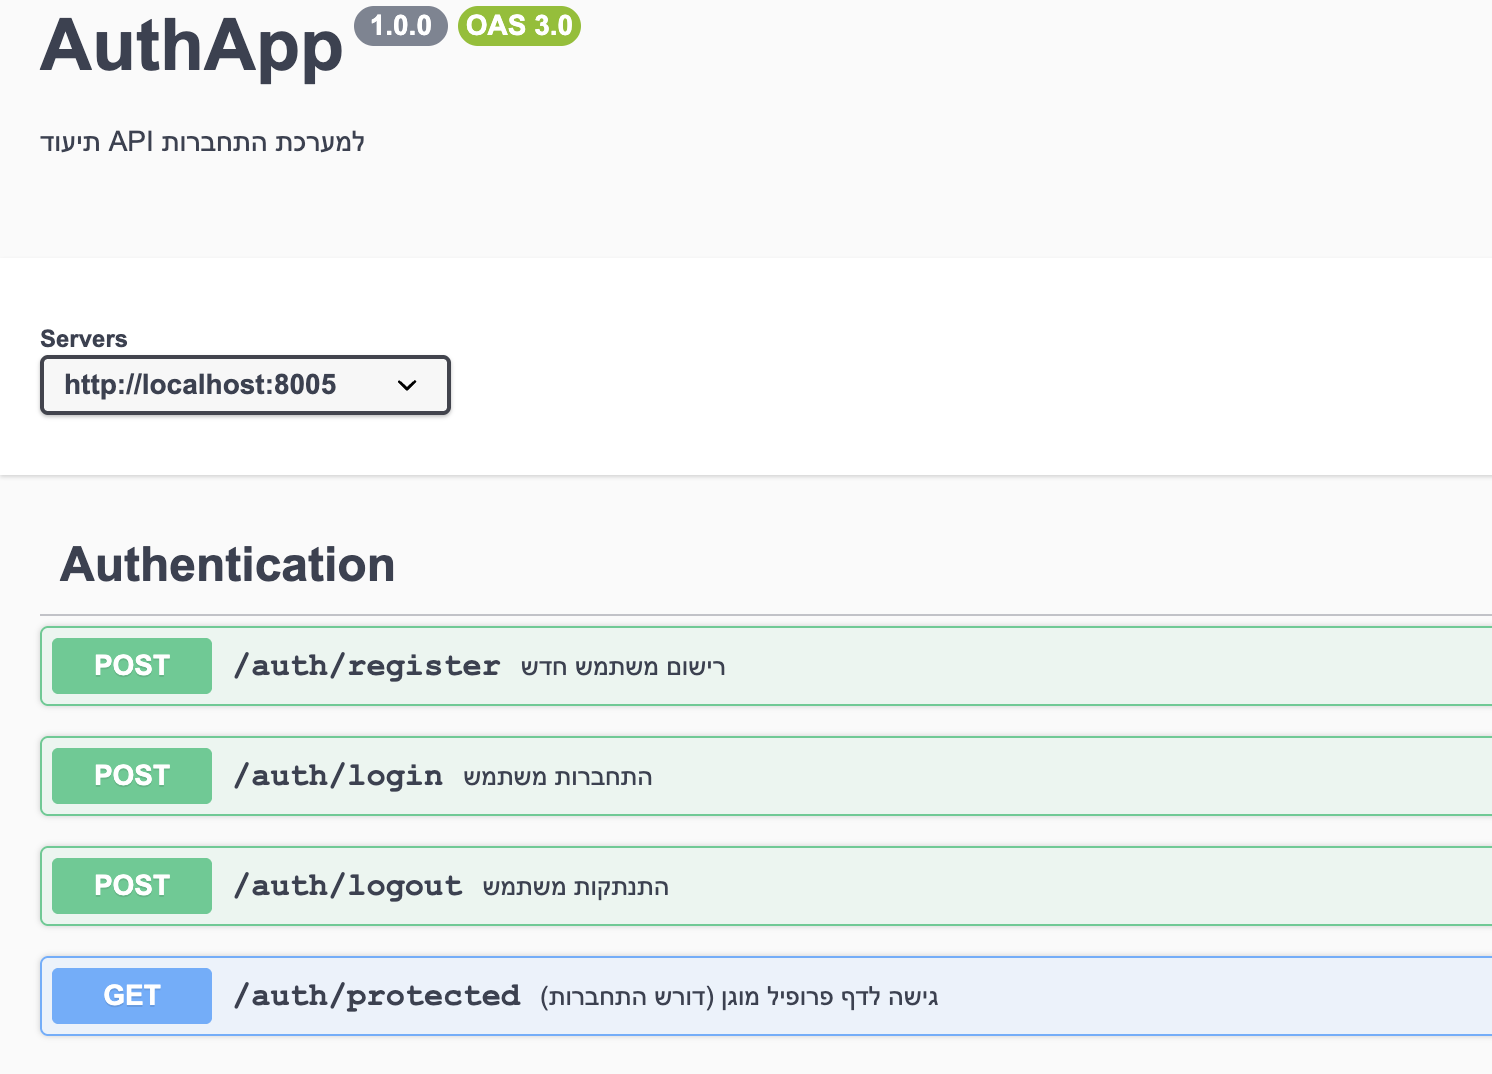 AuthApp 1.0.0 OAS 3.0
תיעוד API למערכת התחברות
Servers
http://localhost:8005
Authentication
POST /auth/register רישום משתמש חדש
POST /auth/login התחברות משתמש
POST /auth/logout התנתקות משתמש
GET /auth/protected גישה לדף פרופיל מוגן (דורש התחברות)